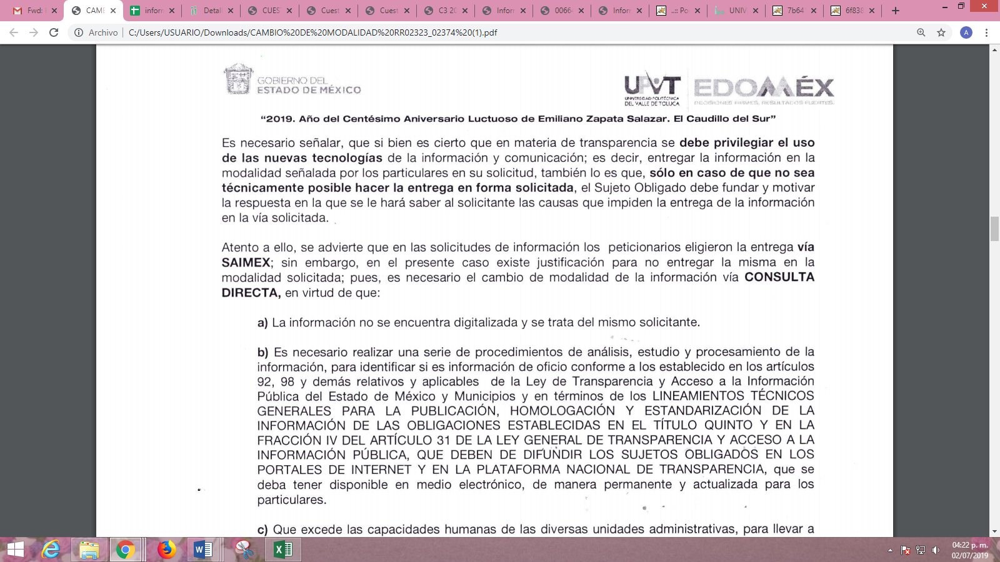 Fwd:
CAME
inform
Detall
CUES
Cuest
Cuest
C3 20
Inform
0066
Inform
..:: Po
UNIV
7b64
6f838
Archivo
C:/Users/USUARIO/Downloads/CAMBIO%20DE%20MODALIDAD%20RR02323_02374%20(1).pdf
A
GOBIERNO DEL
ESTADO DE MÉXICO
UPVT
UNIVERSIDAD POLITÉCNICA
DEL VALLE DE TOLUCA
EDOMÉX
DECISIONES FIRMES, RESULTADOS FUERTES.
“2019. Año del Centésimo Aniversario Luctuoso de Emiliano Zapata Salazar. El Caudillo del Sur”
Es necesario señalar, que si bien es cierto que en materia de transparencia se debe privilegiar el uso
de las nuevas tecnologías de la información y comunicación; es decir, entregar la información en la
modalidad señalada por los particulares en su solicitud, también lo es que, sólo en caso de que no sea
técnicamente posible hacer la entrega en forma solicitada, el Sujeto Obligado debe fundar y motivar
la respuesta en la que se le hará saber al solicitante las causas que impiden la entrega de la información
en la vía solicitada.
Atento a ello, se advierte que en las solicitudes de información los peticionarios eligieron la entrega vía
SAIMEX; sin embargo, en el presente caso existe justificación para no entregar la misma en la
modalidad solicitada; pues, es necesario el cambio de modalidad de la información vía CONSULTA
DIRECTA, en virtud de que:
a) La información no se encuentra digitalizada y se trata del mismo solicitante.
b) Es necesario realizar una serie de procedimientos de análisis, estudio y procesamiento de la
información, para identificar si es información de oficio conforme a los establecido en los artículos
92, 98 y demás relativos y aplicables de la Ley de Transparencia y Acceso a la Información
Pública del Estado de México y Municipios y en términos de los LINEAMIENTOS TÉCNICOS
GENERALES PARA LA PUBLICACIÓN, HOMOLOGACIÓN Y ESTANDARIZACIÓN DE LA
INFORMACIÓN DE LAS OBLIGACIONES ESTABLECIDAS EN EL TÍTULO QUINTO Y EN LA
FRACCIÓN IV DEL ARTÍCULO 31 DE LA LEY GENERAL DE TRANSPARENCIA Y ACCESO A LA
INFORMACIÓN PÚBLICA, QUE DEBEN DE DIFUNDIR LOS SUJETOS OBLIGADOS EN LOS
PORTALES DE INTERNET Y EN LA PLATAFORMA NACIONAL DE TRANSPARENCIA, que se
deba tener disponible en medio electrónico, de manera permanente y actualizada para los
particulares.
c) Que excede las capacidades humanas de las diversas unidades administrativas, para llevar a
04:22 p. m.
02/07/2019